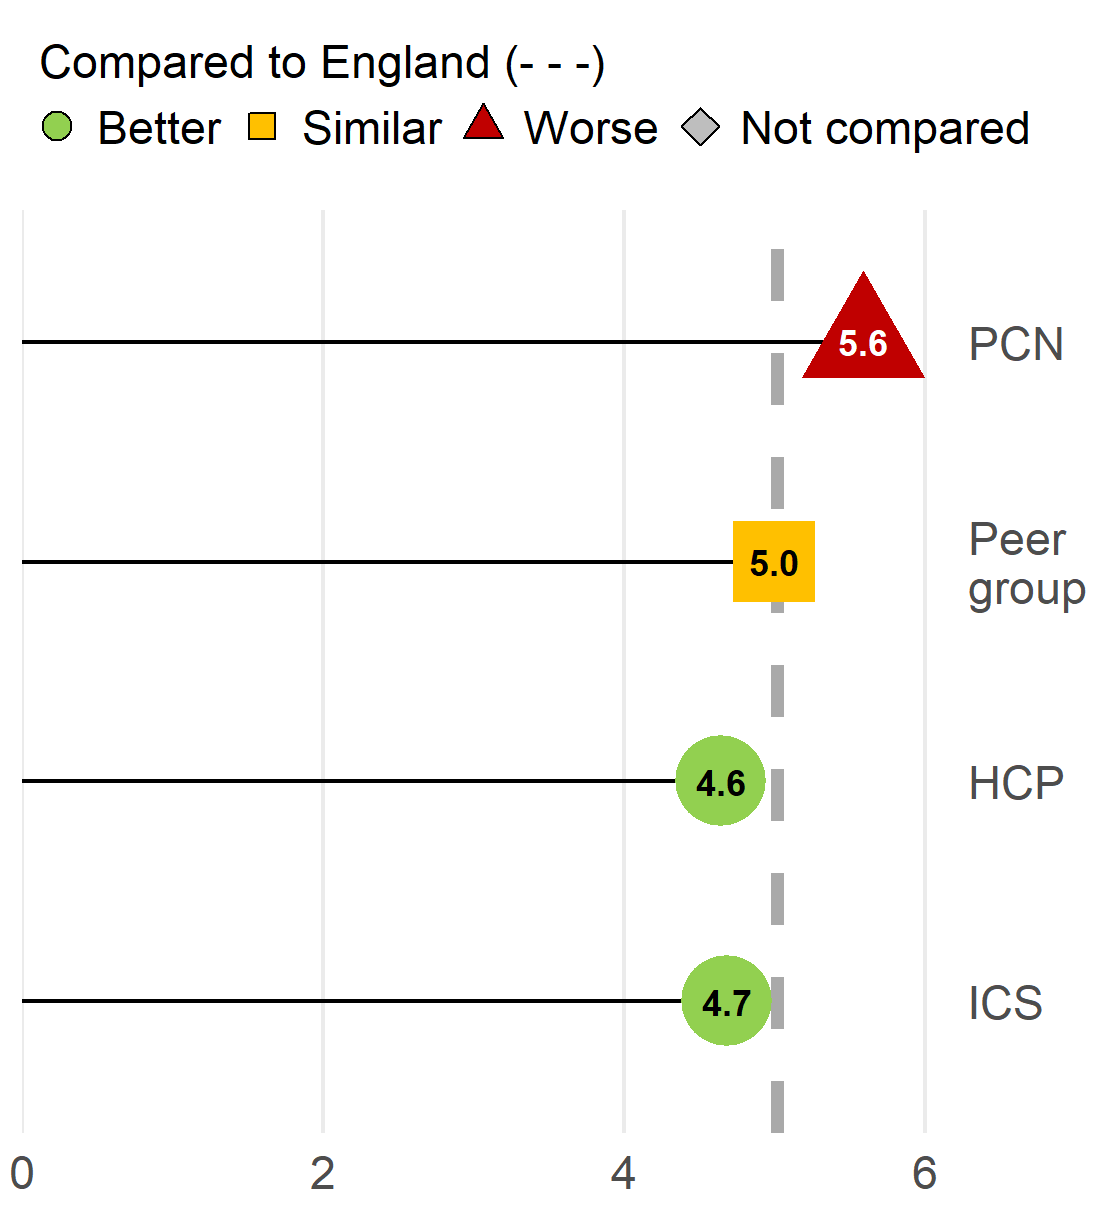 Compared to England (- - -)
Better Similar Worse Not compared
5.6 PCN
5.0 Peer
group
4.6 HCP
4.7 ICS
0 2 4 6